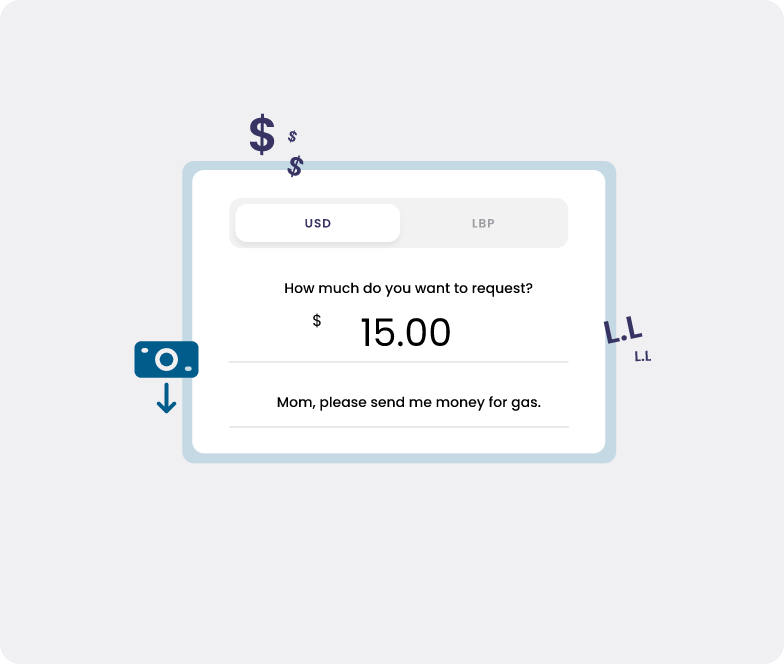 $ $
$
USD LBP
How much do you want to request?
$ 15.00
L.L
L.L
Mom, please send me money for gas.